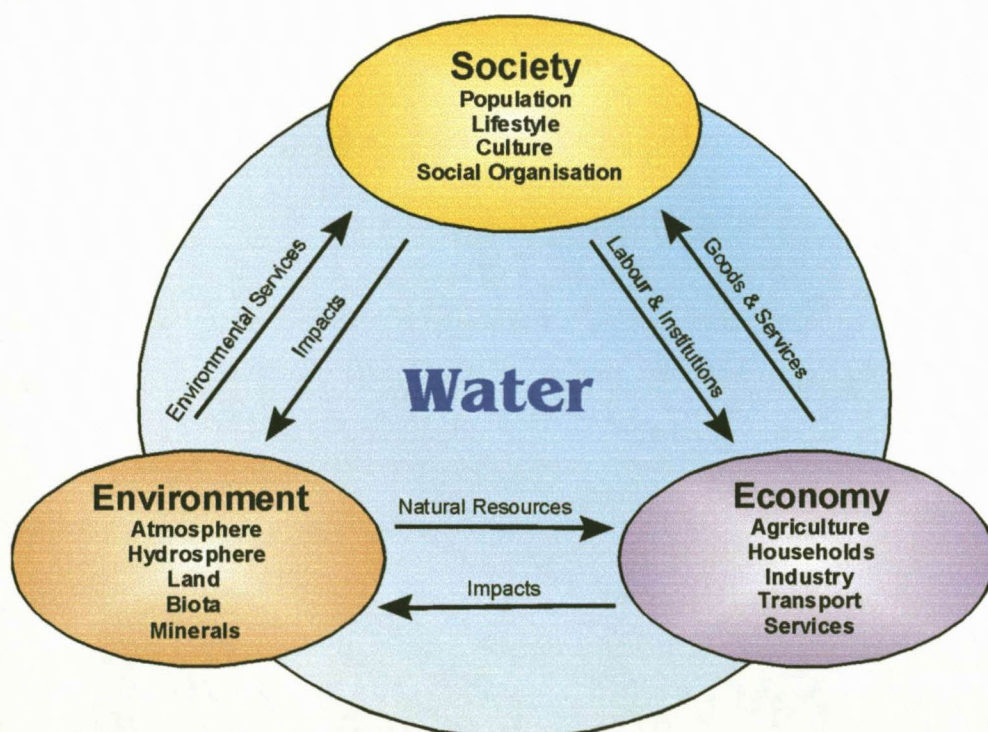 Society
Population
Lifestyle
Culture
Social Organisation
Environmental Services
Impacts
Labour & Institutions
Goods & Services
Water
Environment
Atmosphere
Hydrosphere
Land
Biota
Minerals
Natural Resources
Impacts
Economy
Agriculture
Households
Industry
Transport
Services